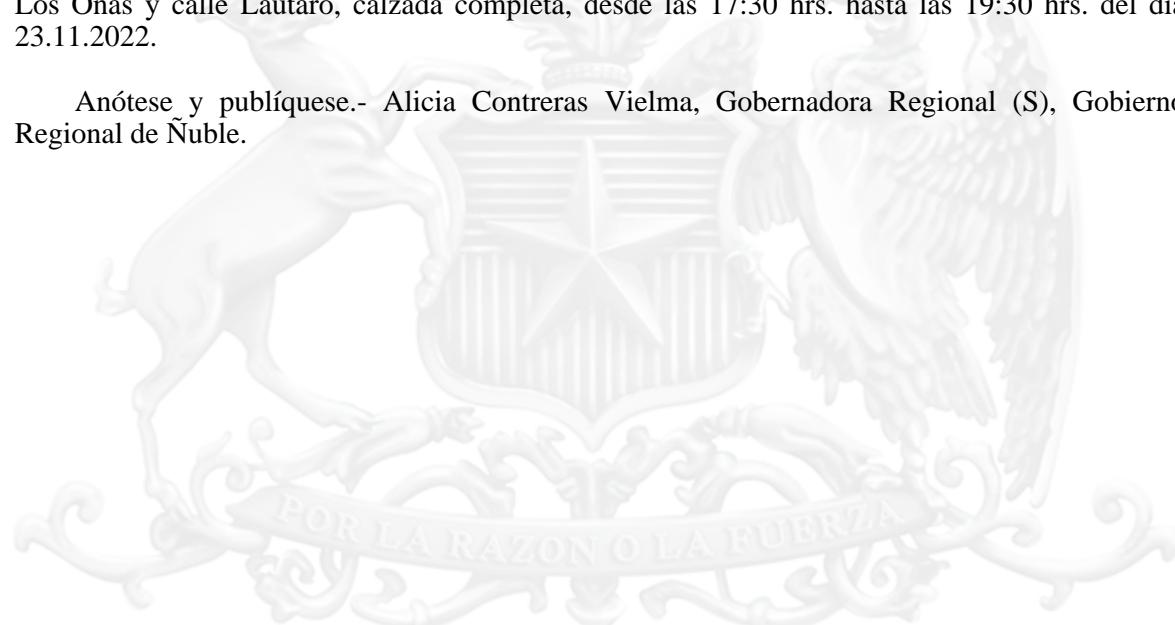 Los Onas y calle Lautaro, calzada completa, desde las 17:30 hrs. hasta las 19:30 hrs. del día
23.11.2022.
Anótese y publíquese.- Alicia Contreras Vielma, Gobernadora Regional (S), Gobierno
Regional de Ñuble.
POR LA RAZON O LA FUERZA